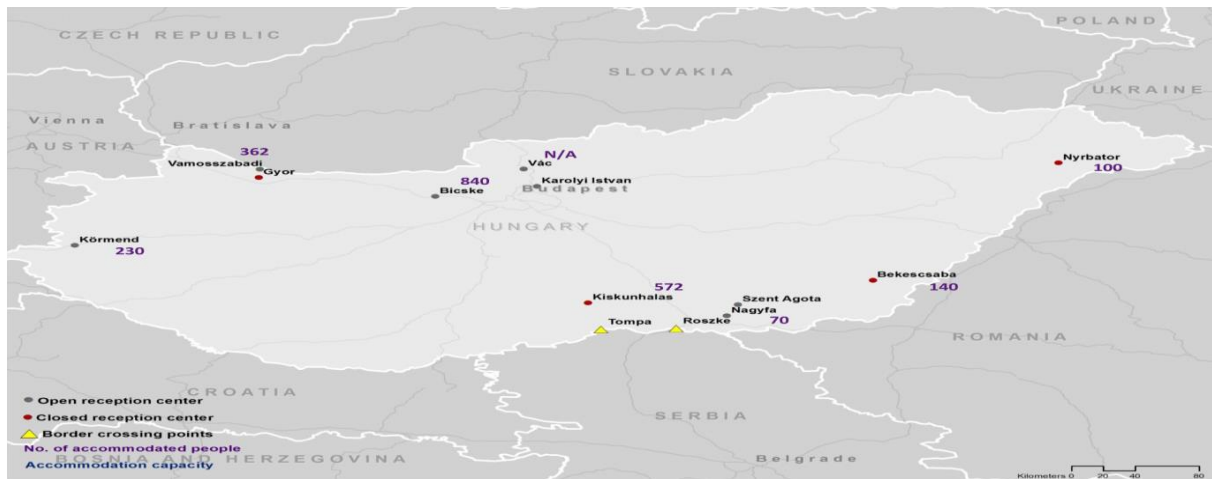 POLAND
CZECH REPUBLIC
SLOVAKIA
UKRAINE
Vienna
Bratislava
AUSTRIA
362
N/A
Vamosszabadi
Vác
Nyrbator
Gyor
840
100
Karolyi Istvan
Budapest
Bicske
HUNGARY
Körmend
230
Bekescsaba
140
572
Kiskunhalas
Szent Agota
Nagyfa
70
Tompa
Roszke
ROMANIA
CROATIA
SERBIA
Open reception center
Closed reception center
Border crossing points
No. of accommodated people
BOSNIA AND HERZEGOVINA
Accommodation capacity
Belgrade
Kilometers 0 20 40 80